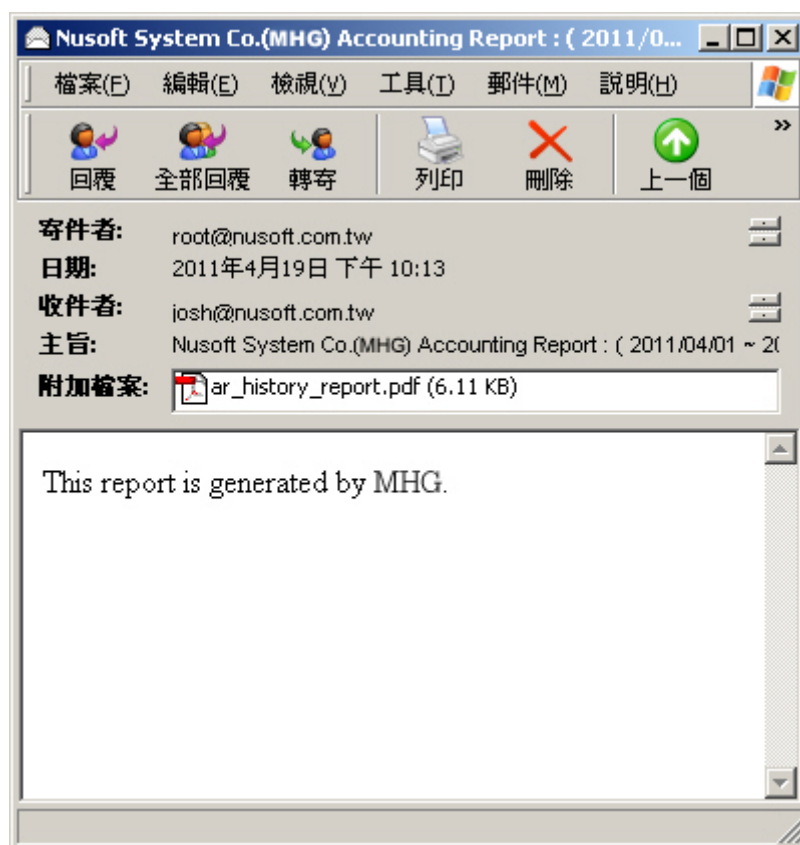 Nusoft System Co.(MHG) Accounting Report : ( 2011/0...
檔案(F) 編輯(E) 檢視(V) 工具(T) 郵件(M) 說明(H)
回覆 全部回覆 轉寄 列印 刪除 上一個 »
寄件者: root@nusoft.com.tw
日期: 2011年4月19日 下午 10:13
收件者: josh@nusoft.com.tw
主旨: Nusoft System Co.(MHG) Accounting Report : ( 2011/04/01 ~ 20
附加檔案: ar_history_report.pdf (6.11 KB)
This report is generated by MHG.